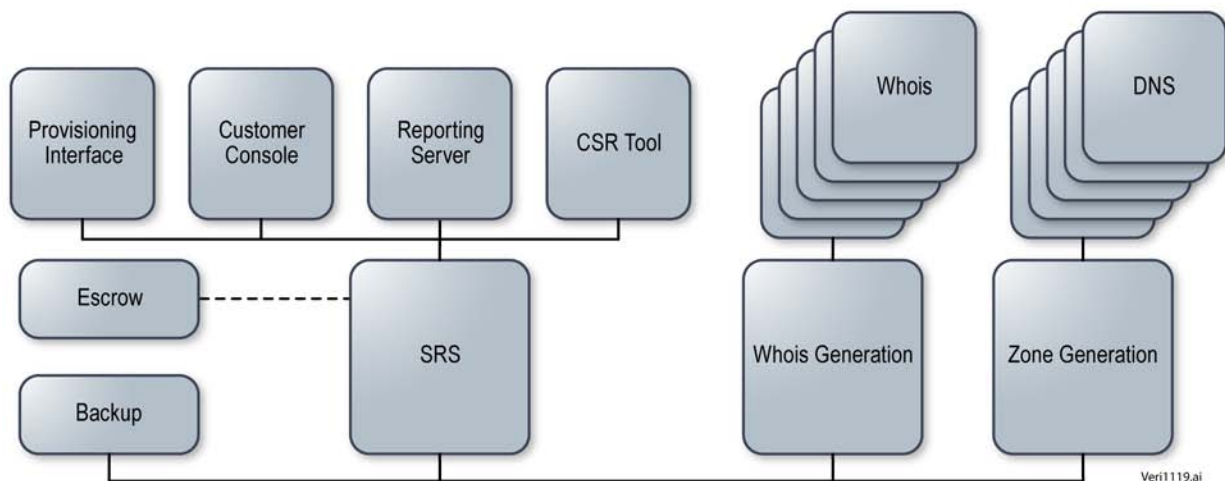 Provisioning
Interface
Customer
Console
Reporting
Server
CSR Tool
Whois
DNS
Escrow
SRS
Whois Generation
Zone Generation
Backup
Veri1119.ai